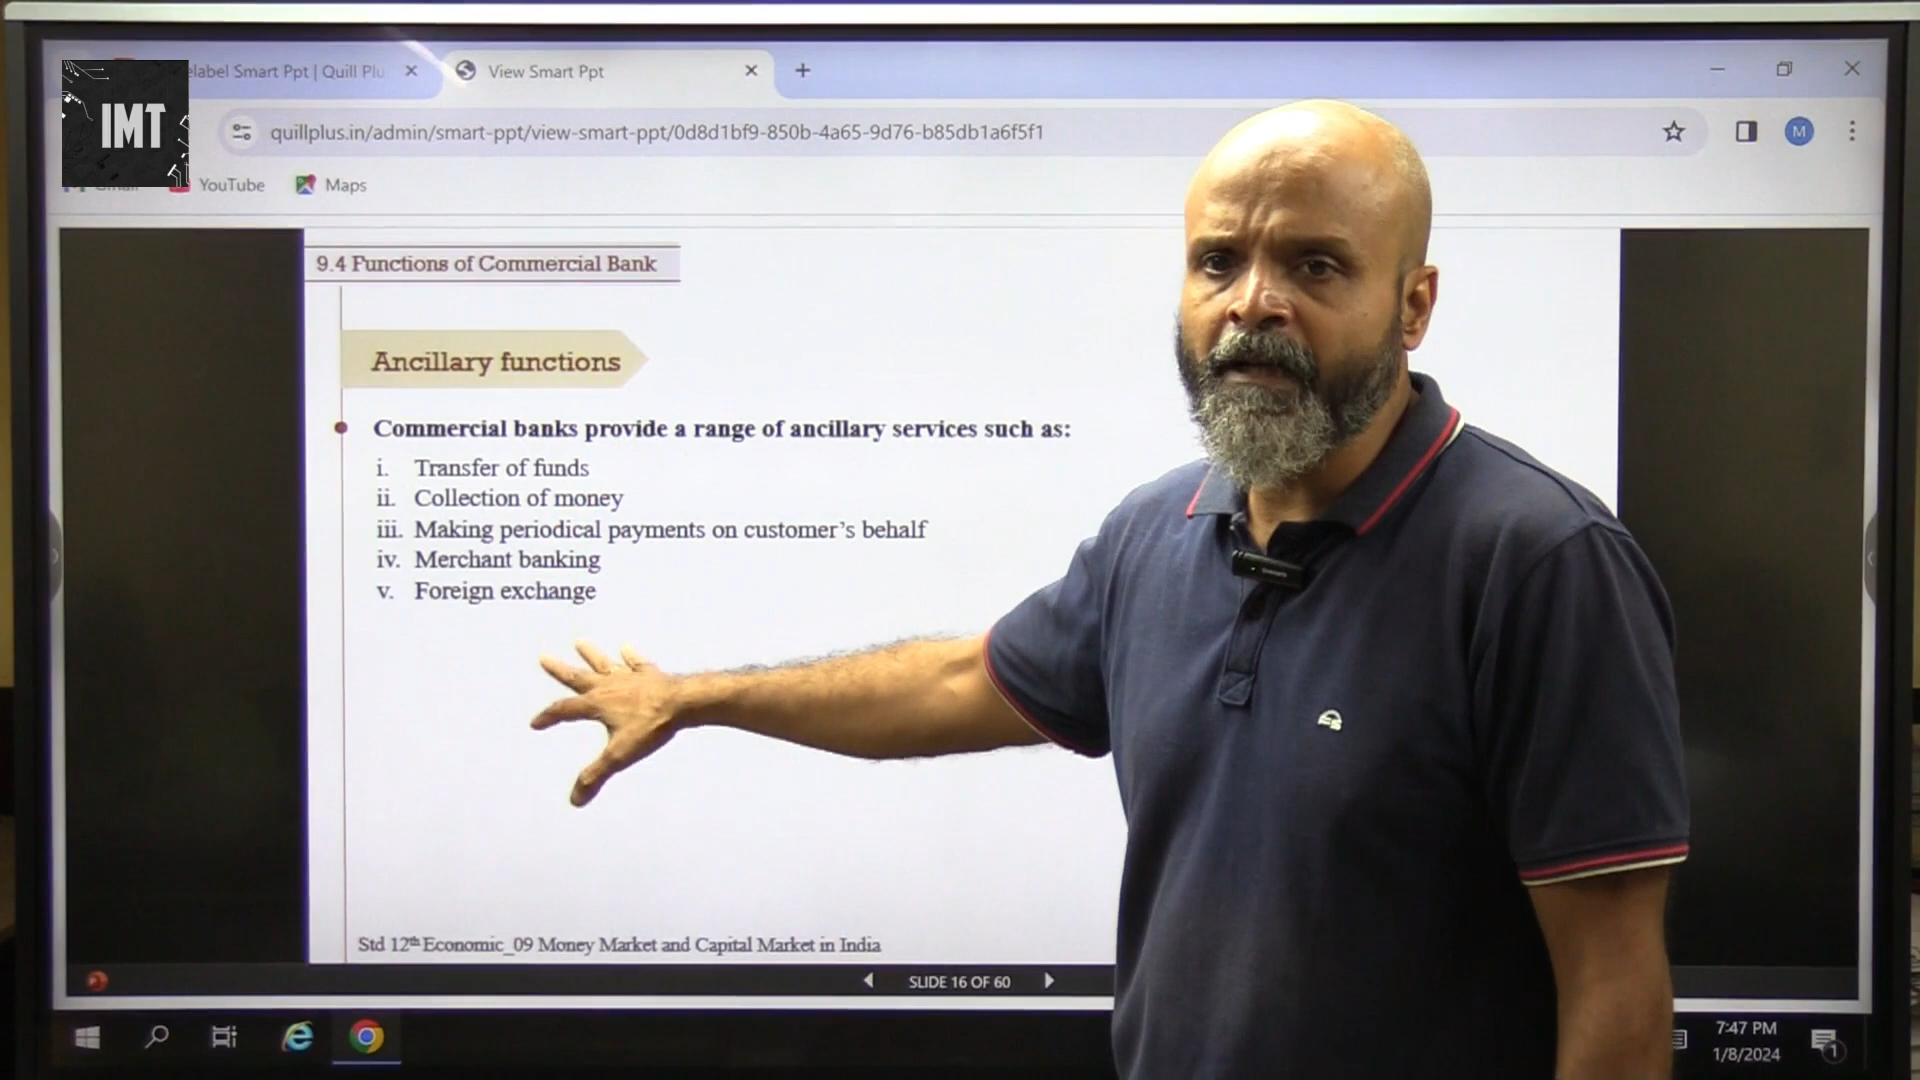 elabel Smart Ppt | Quill Plu
View Smart Ppt
IMT
quillplus.in/admin/smart-ppt/view-smart-ppt/0d8d1bf9-850b-4a65-9d76-b85db1a6f5f1
M
YouTube
Maps
9.4 Functions of Commercial Bank
Ancillary functions
Commercial banks provide a range of ancillary services such as:
i. Transfer of funds
ii. Collection of money
iii. Making periodical payments on customer's behalf
iv. Merchant banking
v. Foreign exchange
Std 12th Economic_09 Money Market and Capital Market in India
SLIDE 16 OF 60
7:47 PM
1/8/2024
1